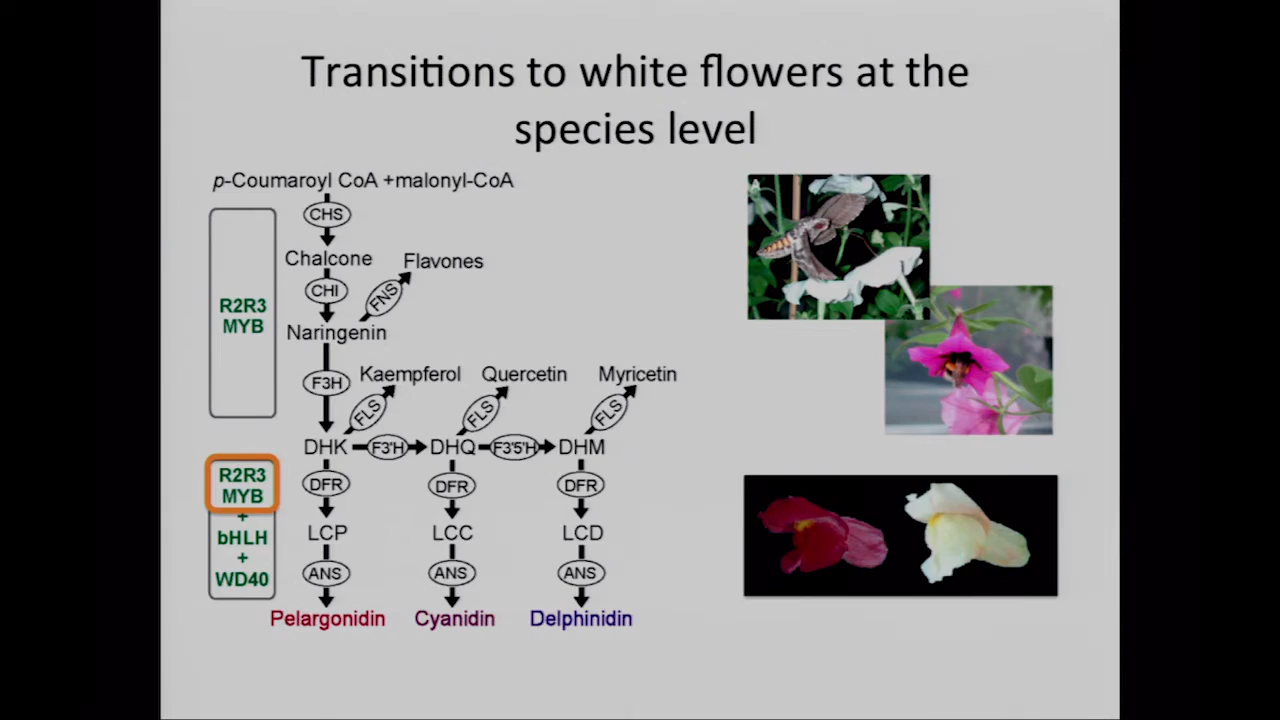 Transitions to white flowers at the
species level
p-Coumaroyl CoA +malonyl-CoA
CHS
Chalcone
Flavones
CHI
FNS
R2R3
MYB
Naringenin
F3H
Kaempferol
Quercetin
Myricetin
FLS
FLS
FLS
DHK
F3'H
DHQ
F3'5'H
DHM
R2R3
MYB
+
bHLH
+
WD40
DFR
DFR
DFR
LCP
LCC
LCD
ANS
ANS
ANS
Pelargonidin
Cyanidin
Delphinidin